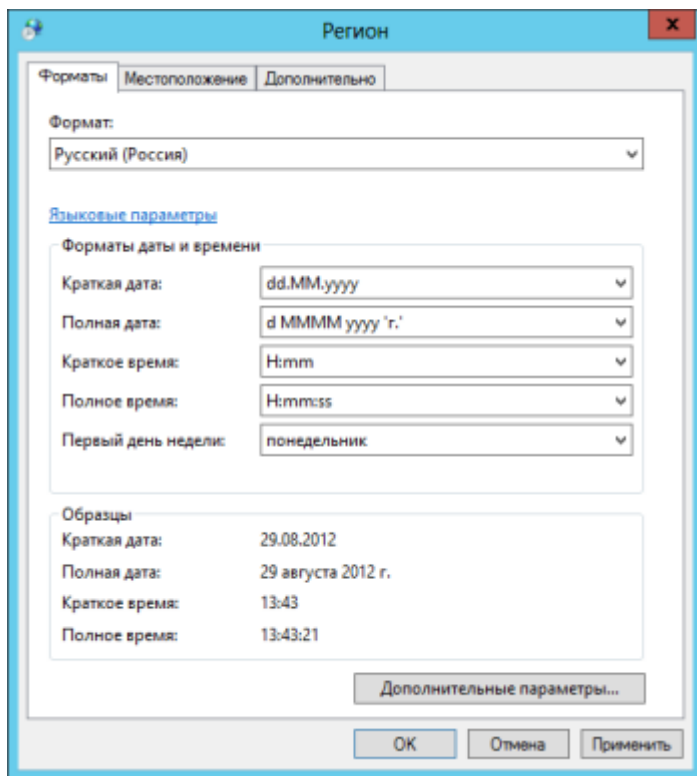 Регион
Форматы Местоположение Дополнительно
Формат:
Русский (Россия)
Языковые параметры
Форматы даты и времени
Краткая дата: dd.MM.yyyy
Полная дата: d MMMM yyyy 'г.'
Краткое время: H:mm
Полное время: H:mm:ss
Первый день недели: понедельник
Образцы
Краткая дата: 29.08.2012
Полная дата: 29 августа 2012 г.
Краткое время: 13:43
Полное время: 13:43:21
Дополнительные параметры...
ОК Отмена Применить